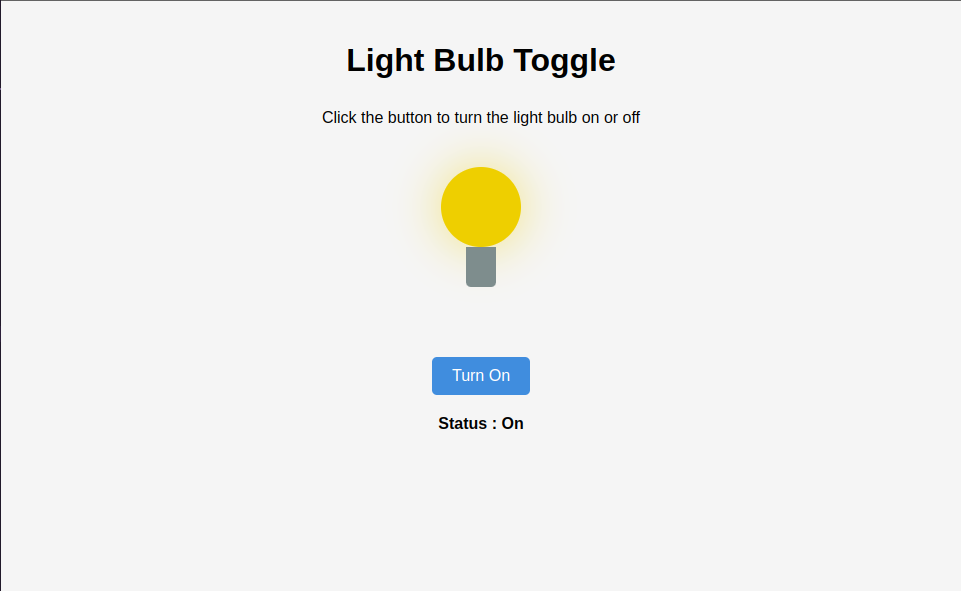 Light Bulb Toggle
Click the button to turn the light bulb on or off
Turn On
Status : On